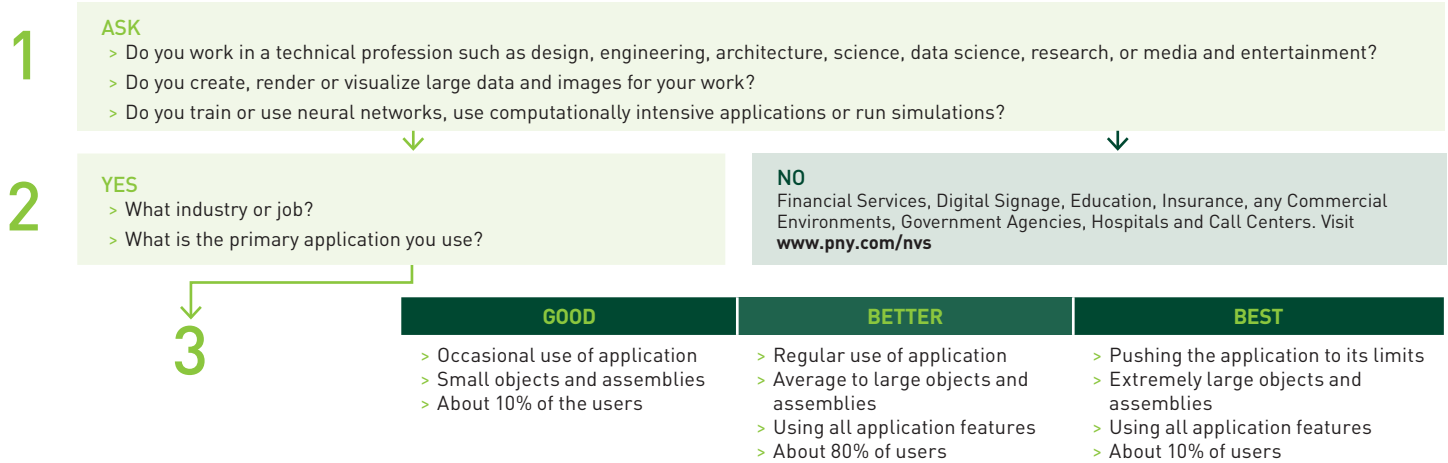 1
ASK
> Do you work in a technical profession such as design, engineering, architecture, science, data science, research, or media and entertainment?
> Do you create, render or visualize large data and images for your work?
> Do you train or use neural networks, use computationally intensive applications or run simulations?
2
YES
> What industry or job?
> What is the primary application you use?
NO
Financial Services, Digital Signage, Education, Insurance, any Commercial
Environments, Government Agencies, Hospitals and Call Centers. Visit
www.pny.com/nvs
3
GOOD
> Occasional use of application
> Small objects and assemblies
> About 10% of the users
BETTER
> Regular use of application
> Average to large objects and
assemblies
> Using all application features
> About 80% of users
BEST
> Pushing the application to its limits
> Extremely large objects and
assemblies
> Using all application features
> About 10% of users